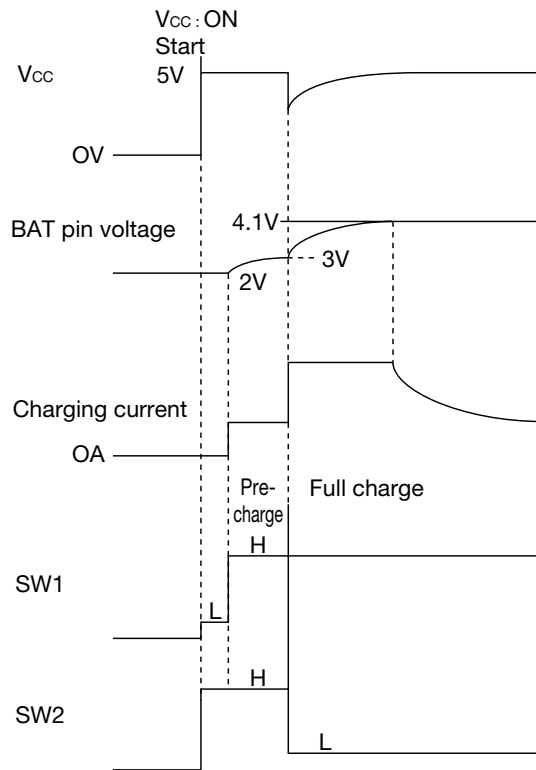 VCC : ON
Start
VCC
5V
OV
4.1V
BAT pin voltage
3V
2V
Charging current
OA
Pre-
charge
Full charge
H
SW1
L
H
SW2
L